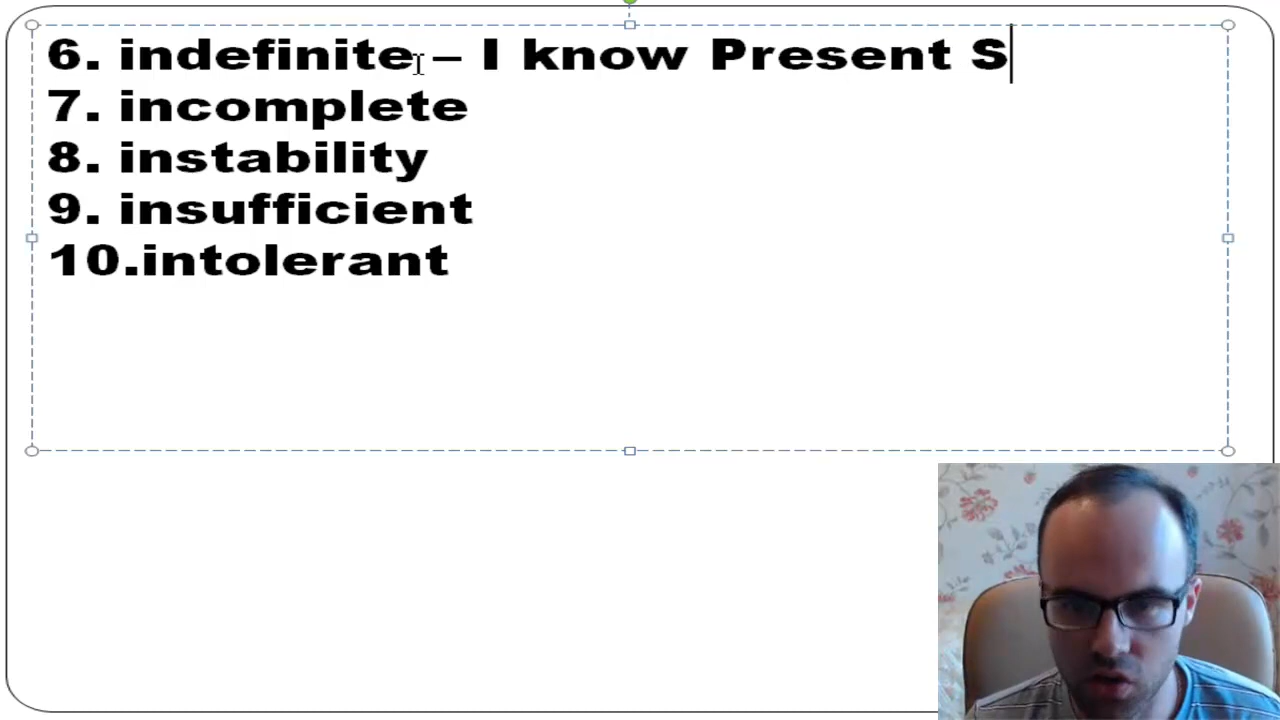 6. indefinite – I know Present S
7. incomplete
8. instability
9. insufficient
10.intolerant